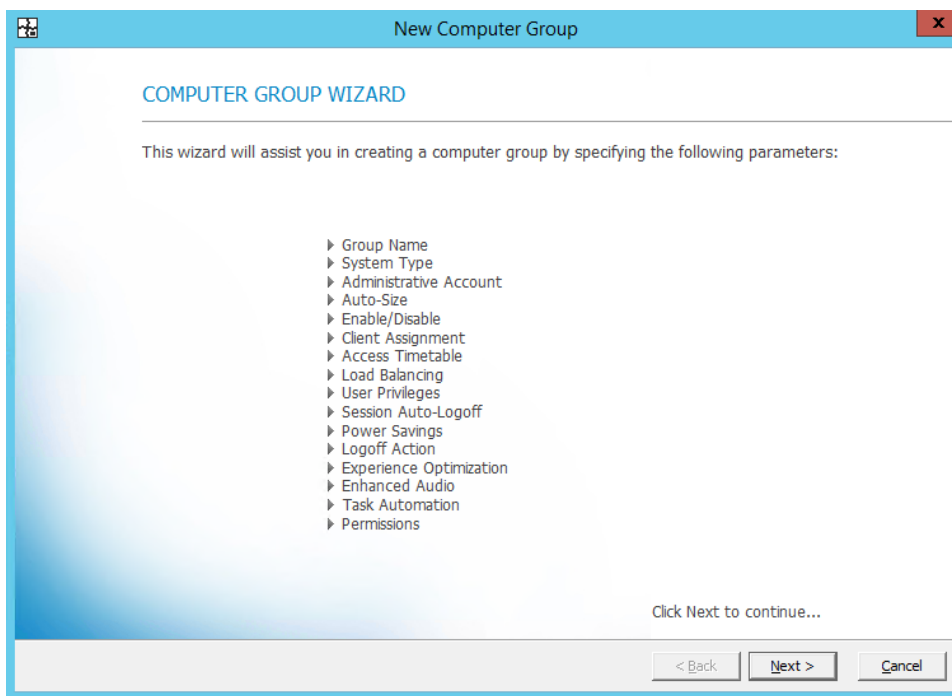 New Computer Group
x
COMPUTER GROUP WIZARD
This wizard will assist you in creating a computer group by specifying the following parameters:
Group Name
System Type
Administrative Account
Auto-Size
Enable/Disable
Client Assignment
Access Timetable
Load Balancing
User Privileges
Session Auto-Logoff
Power Savings
Logoff Action
Experience Optimization
Enhanced Audio
Task Automation
Permissions
Click Next to continue...
< Back Next > Cancel